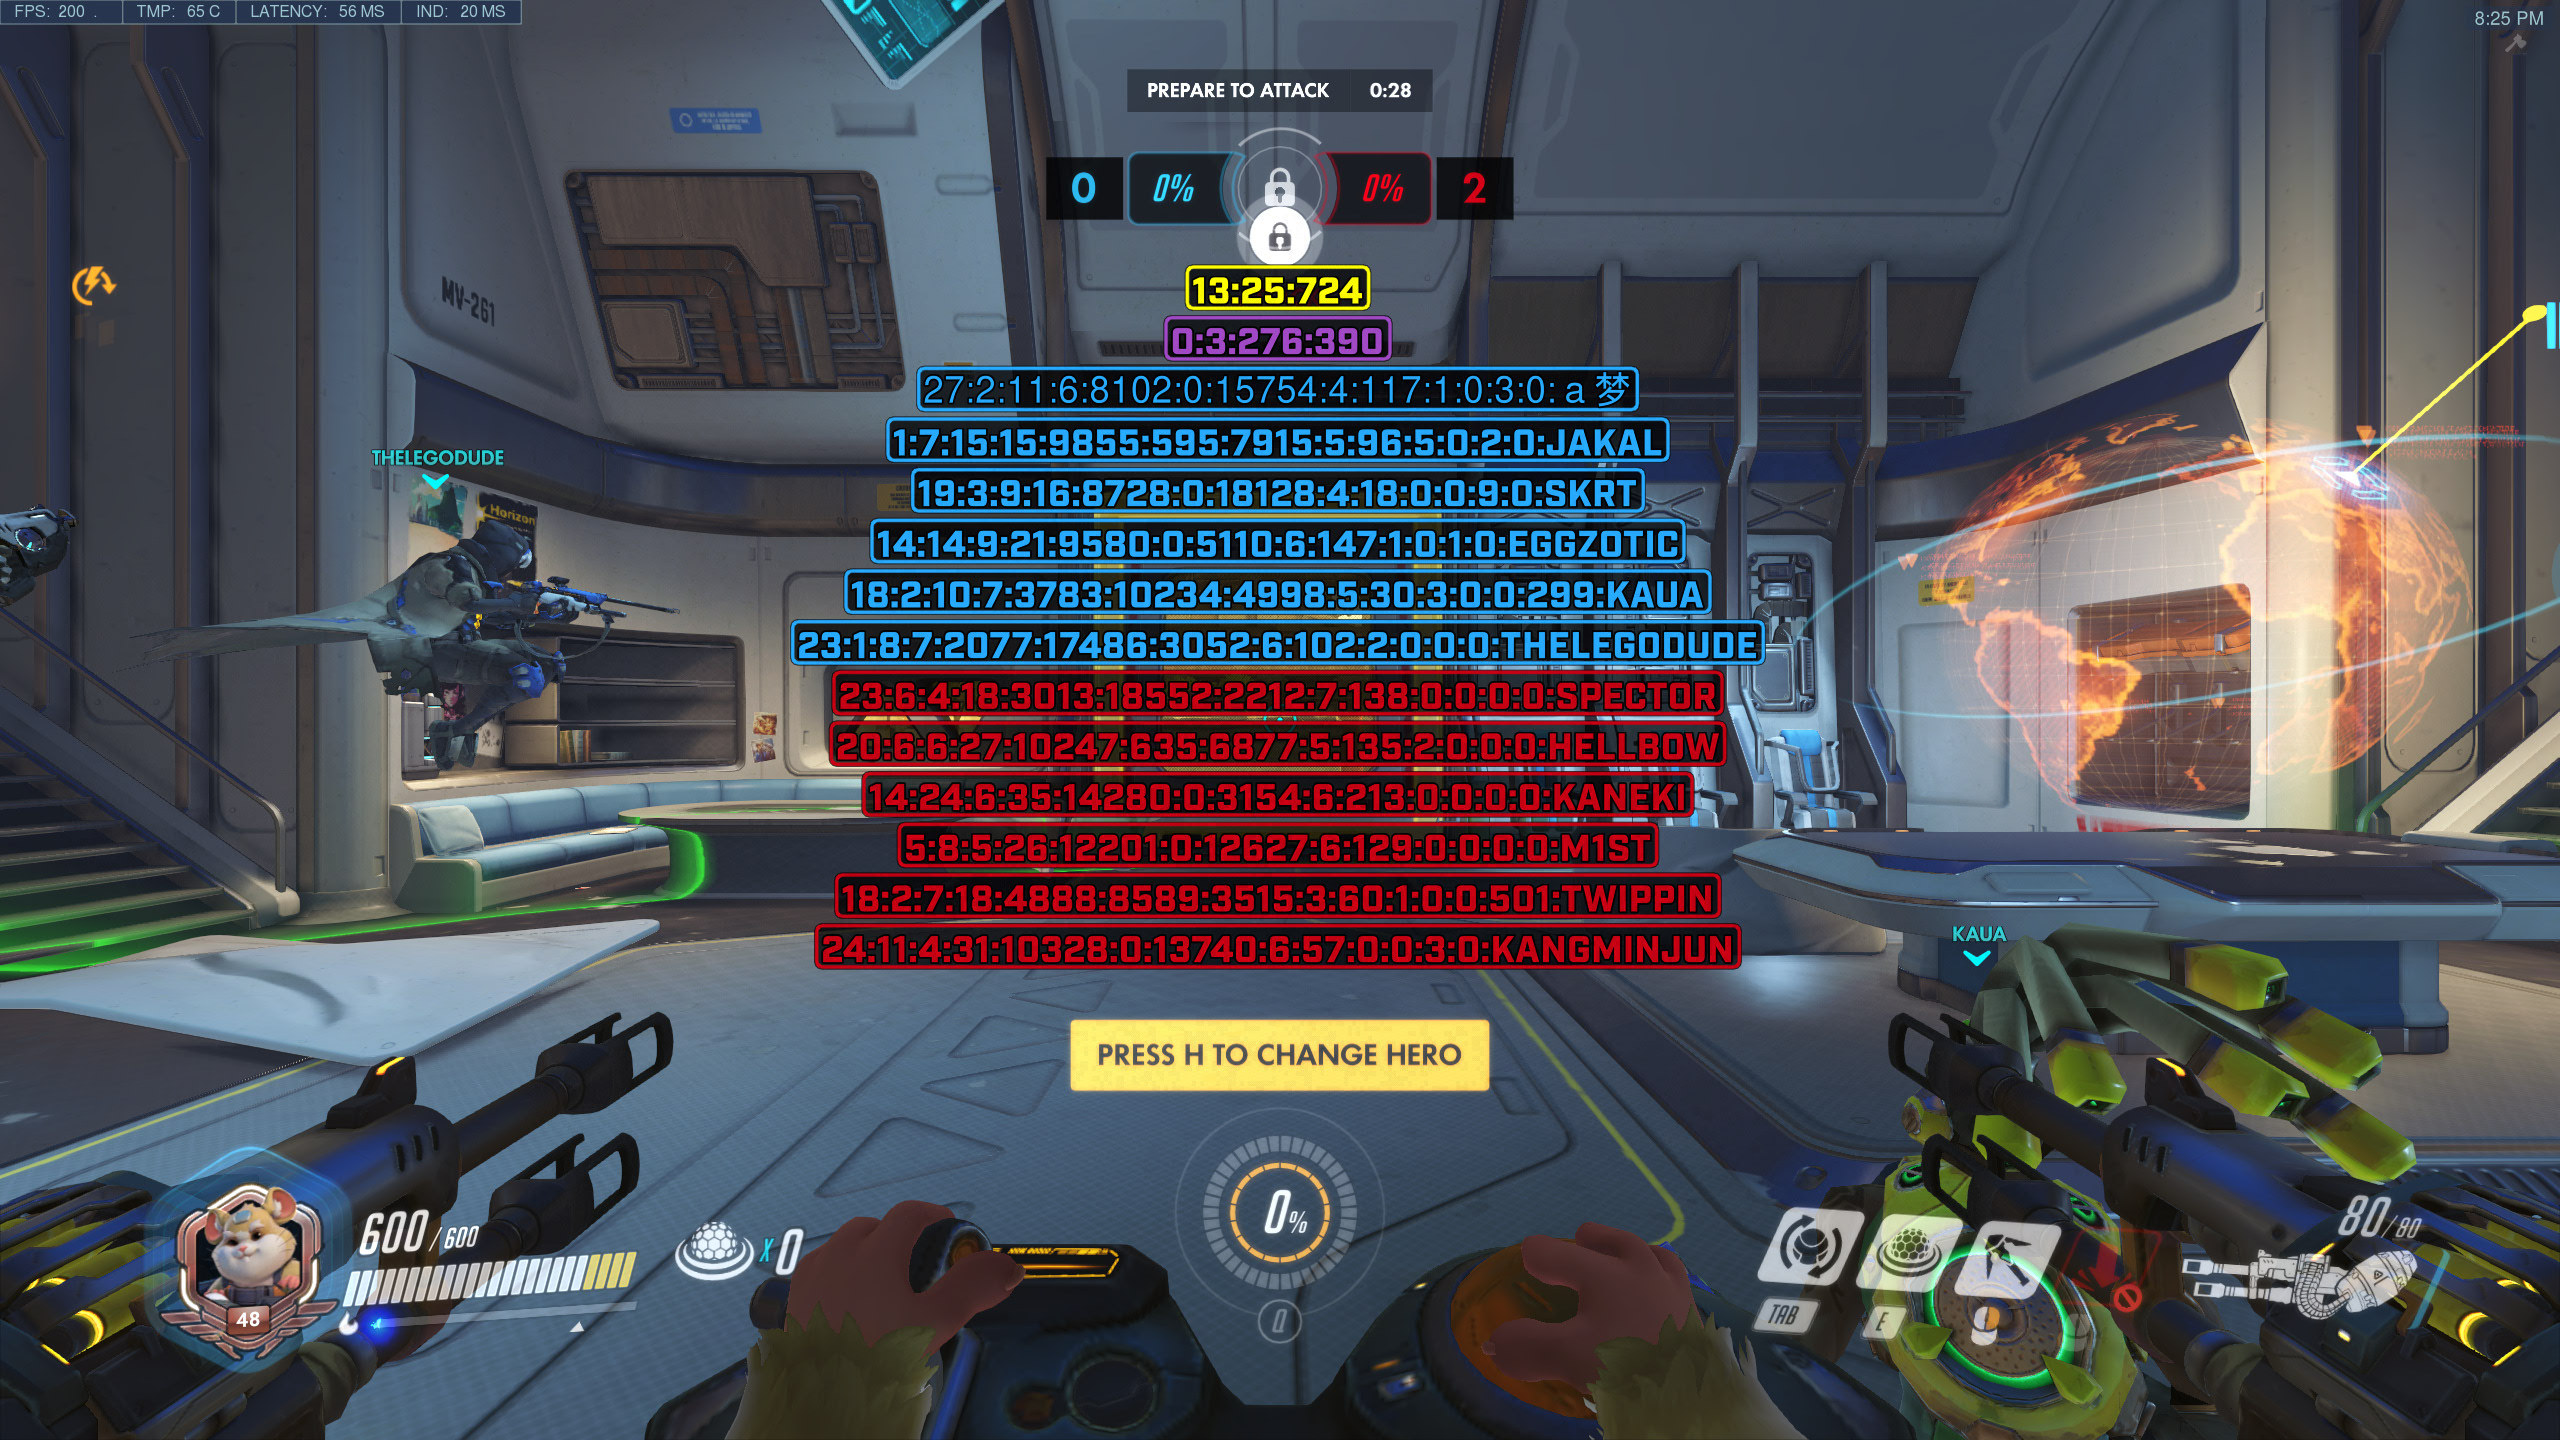 FPS: 200 . TMP: 65 C LATENCY: 56 MS IND: 20 MS
8:25 PM
PREPARE TO ATTACK 0:28
0 0% 0% 2
MV-261
13:25:724
0:3:276:390
27:2:11:6:8102:0:15754:4:117:1:0:3:0: a 梦
1:7:15:15:9855:595:7915:5:96:5:0:2:0:JAKAL
THELEGODUDE
19:3:9:16:8728:0:18128:4:18:0:0:9:0:SKRT
Horizon
14:14:9:21:9580:0:5110:6:147:1:0:1:0:EGGZOTIC
18:2:10:7:3783:10234:4998:5:30:3:0:0:299:KAUA
23:1:8:7:2077:17486:3052:6:102:2:0:0:0:THELEGODUDE
23:6:4:18:3013:18552:2212:7:138:0:0:0:0:SPECTOR
20:6:6:27:10247:635:6877:5:135:2:0:0:0:HELLBOW
14:24:6:35:14280:0:3154:6:213:0:0:0:0:KANEKI
5:8:5:26:12201:0:12627:6:129:0:0:0:0:M1ST
18:2:7:18:4888:8589:3515:3:60:1:0:0:501:TWIPPIN
24:11:4:31:10328:0:13740:6:57:0:0:3:0:KANGMINJUN
KAUA
PRESS H TO CHANGE HERO
600/600
X 0
0%
80/80
48
Q
TAB
E